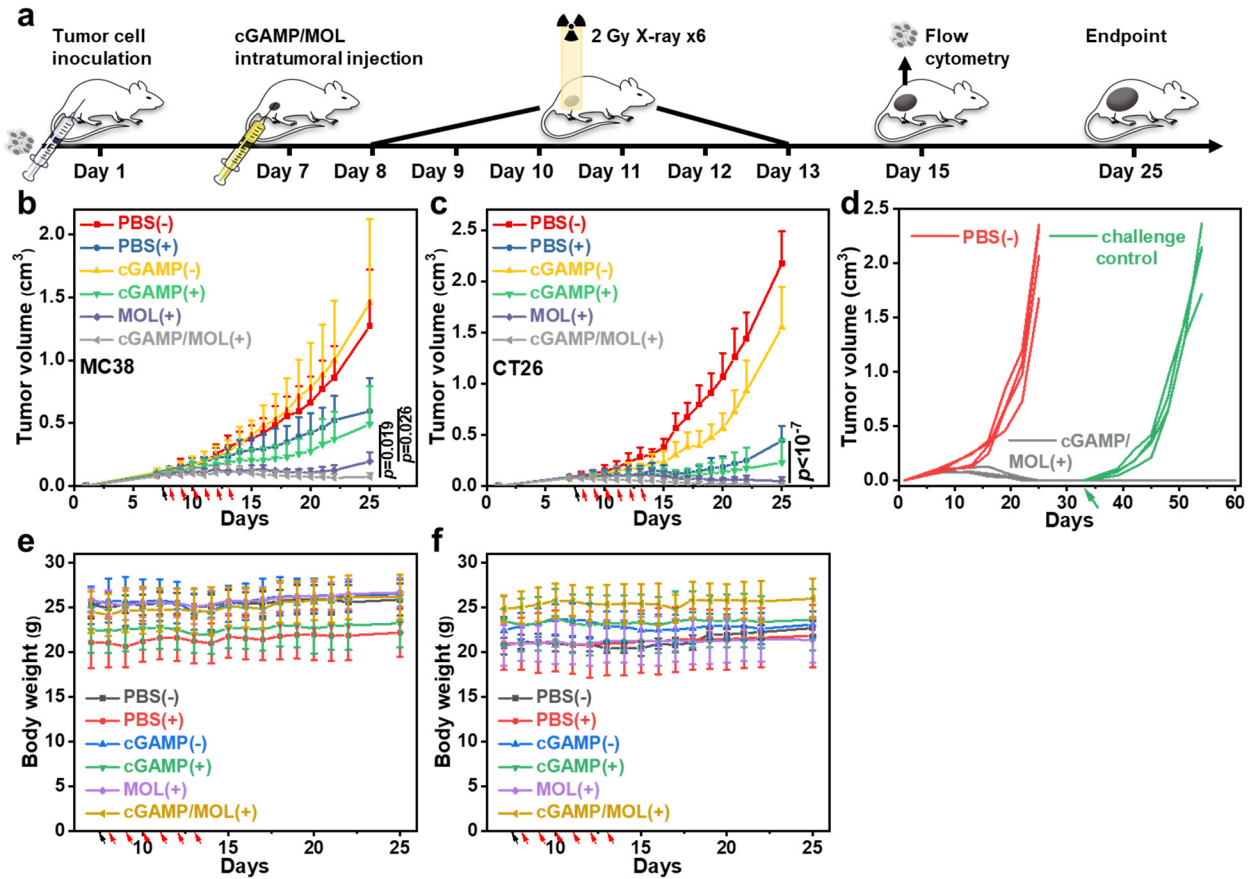 a
Tumor cell
inoculation
cGAMP/MOL
intratumoral injection
2 Gy X-ray x6
Flow
cytometry
Endpoint
Day 1
Day 7
Day 8
Day 9
Day 10
Day 11
Day 12
Day 13
Day 15
Day 25
b
PBS(-)
PBS(+)
cGAMP(-)
cGAMP(+)
MOL(+)
cGAMP/MOL(+)
MC38
p=0.019
p=0.026
Tumor volume (cm3)
2.0
1.5
1.0
0.5
0.0
0 5 10 15 20 25
Days
c
PBS(-)
PBS(+)
cGAMP(-)
cGAMP(+)
MOL(+)
cGAMP/MOL(+)
CT26
p<10-7
Tumor volume (cm3)
2.5
2.0
1.5
1.0
0.5
0.0
0 5 10 15 20 25
Days
d
PBS(-)
challenge
control
cGAMP/
MOL(+)
Tumor volume (cm3)
2.5
2.0
1.5
1.0
0.5
0.0
0 10 20 30 40 50 60
Days
e
Body weight (g)
30
25
20
15
10
5
0
PBS(-)
PBS(+)
cGAMP(-)
cGAMP(+)
MOL(+)
cGAMP/MOL(+)
10 15 20 25
Days
f
Body weight (g)
30
25
20
15
10
5
0
PBS(-)
PBS(+)
cGAMP(-)
cGAMP(+)
MOL(+)
cGAMP/MOL(+)
10 15 20 25
Days